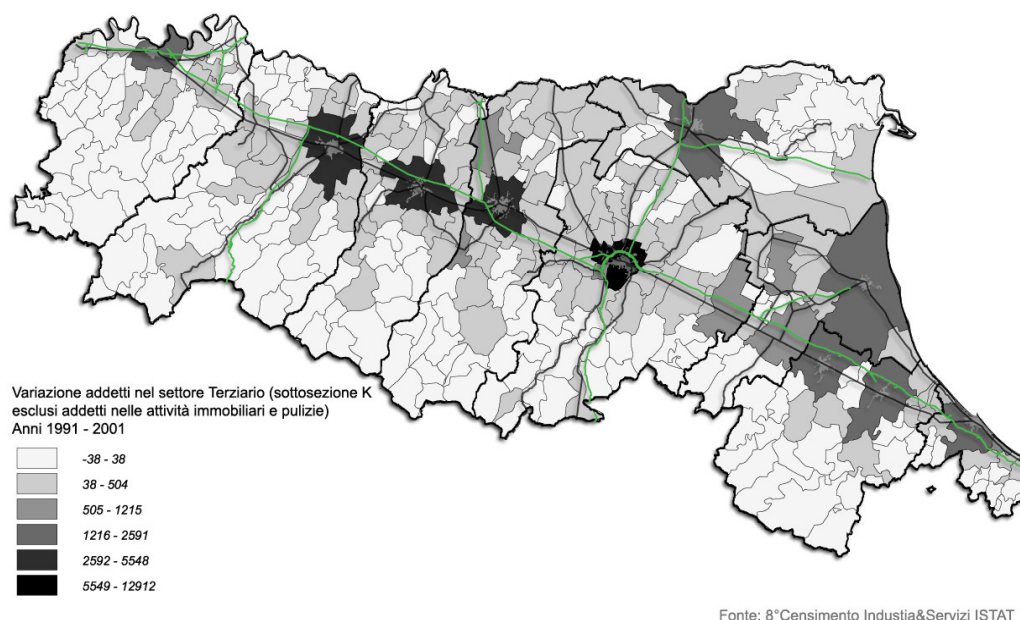 Variazione addetti nel settore Terziario (sottosezione K
esclusi addetti nelle attività immobiliari e pulizie)
Anni 1991 - 2001
-38 - 38
38 - 504
505 - 1215
1216 - 2591
2592 - 5548
5549 - 12912
Fonte: 8°Censimento Industia&Servizi ISTAT